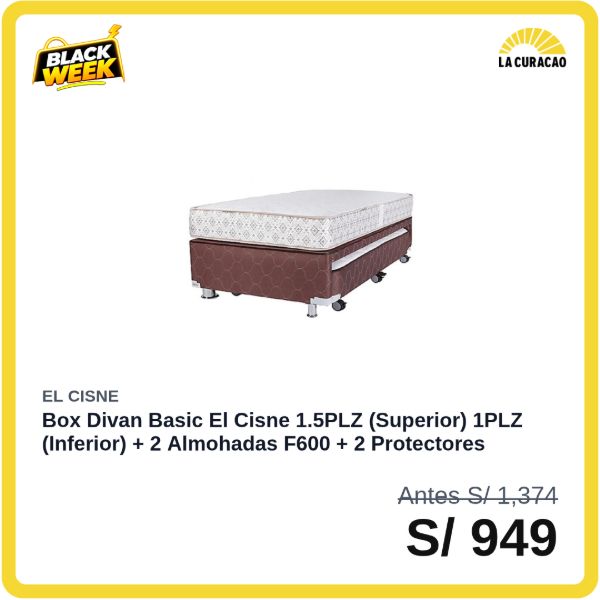 BLACK
WEEK
LA CURACAO
EL CISNE
Box Divan Basic El Cisne 1.5PLZ (Superior) 1PLZ
(Inferior) + 2 Almohadas F600 + 2 Protectores
Antes S/ 1,374
S/ 949